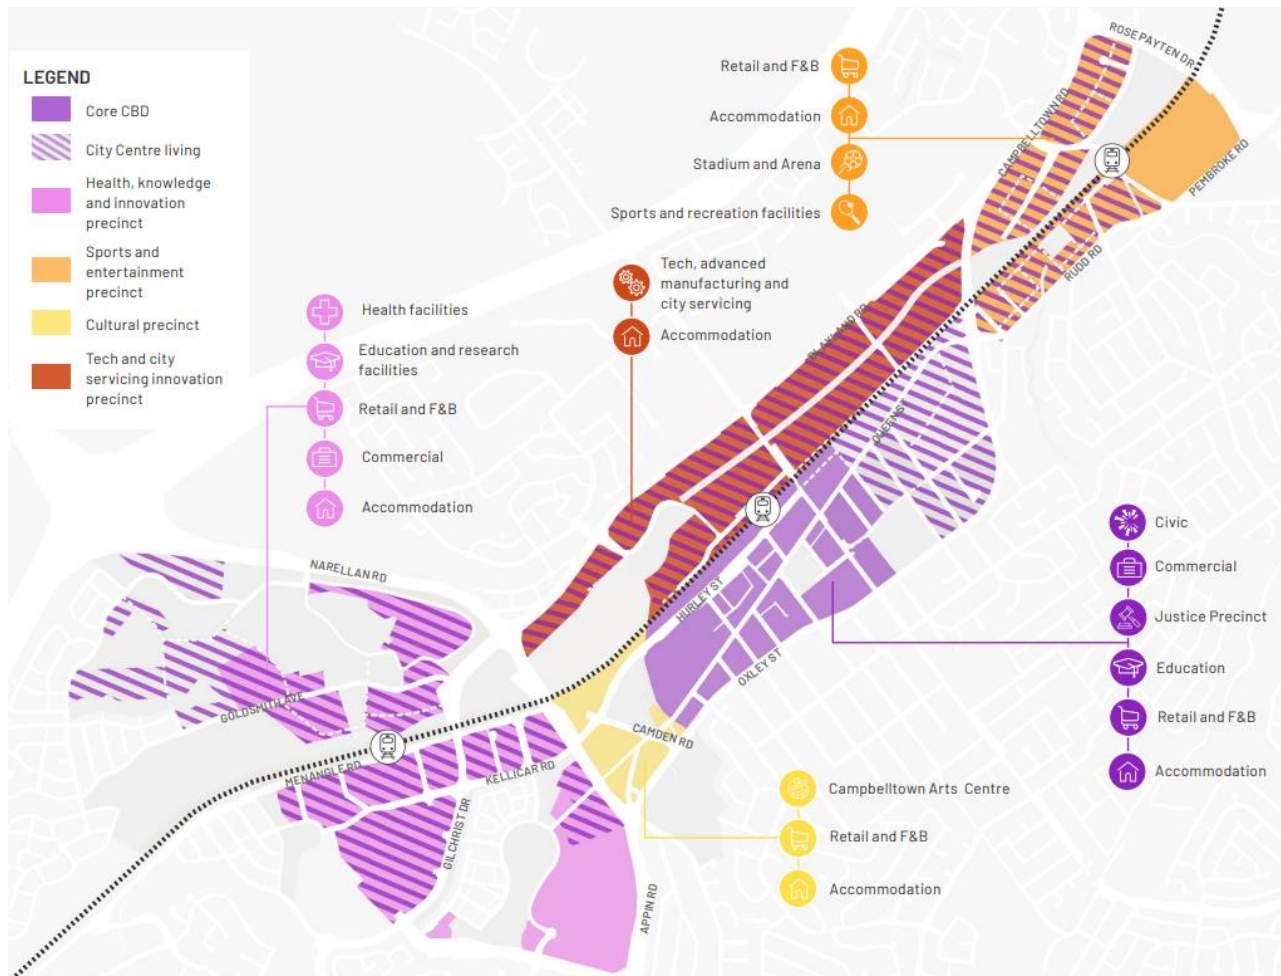 LEGEND
Core CBD
City Centre living
Health, knowledge
and innovation
precinct
Sports and
entertainment
precinct
Cultural precinct
Tech and city
servicing innovation
precinct
Retail and F&B
Accommodation
Stadium and Arena
Sports and recreation facilities
Tech, advanced
manufacturing and
city servicing
Accommodation
Health facilities
Education and research
facilities
Retail and F&B
Commercial
Accommodation
Civic
Commercial
Justice Precinct
Education
Retail and F&B
Accommodation
Campbelltown Arts Centre
Retail and F&B
Accommodation
ROSE PAYTEN DR
CAMPBELLTOWN RD
PEMBROKE RD
RUDD RD
BLAXLAND RD
QUEEN ST
HURLEY ST
OXLEY ST
CAMDEN RD
NARELLAN RD
GOLDSMITH AVE
MENANGLE RD
KELLICAR RD
GILCHRIST DR
APPIN RD